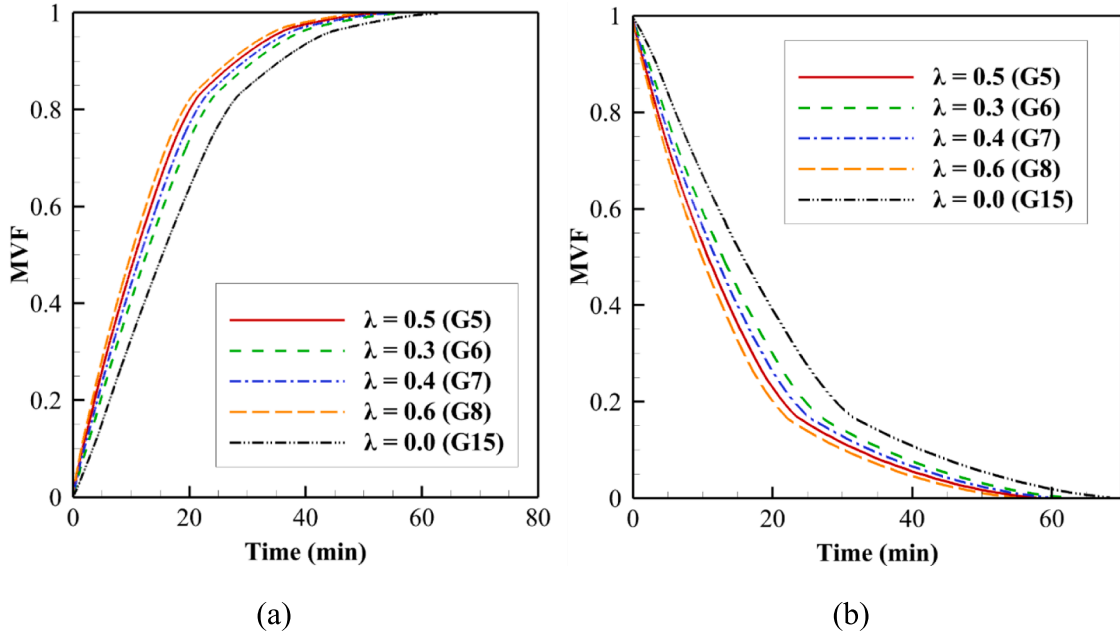 MVF
1
0.8
0.6
0.4
0.2
0
0
20
40
60
80
Time (min)
λ = 0.5 (G5)
λ = 0.3 (G6)
λ = 0.4 (G7)
λ = 0.6 (G8)
λ = 0.0 (G15)
(a)
MVF
1
0.8
0.6
0.4
0.2
0
0
20
40
60
Time (min)
λ = 0.5 (G5)
λ = 0.3 (G6)
λ = 0.4 (G7)
λ = 0.6 (G8)
λ = 0.0 (G15)
(b)